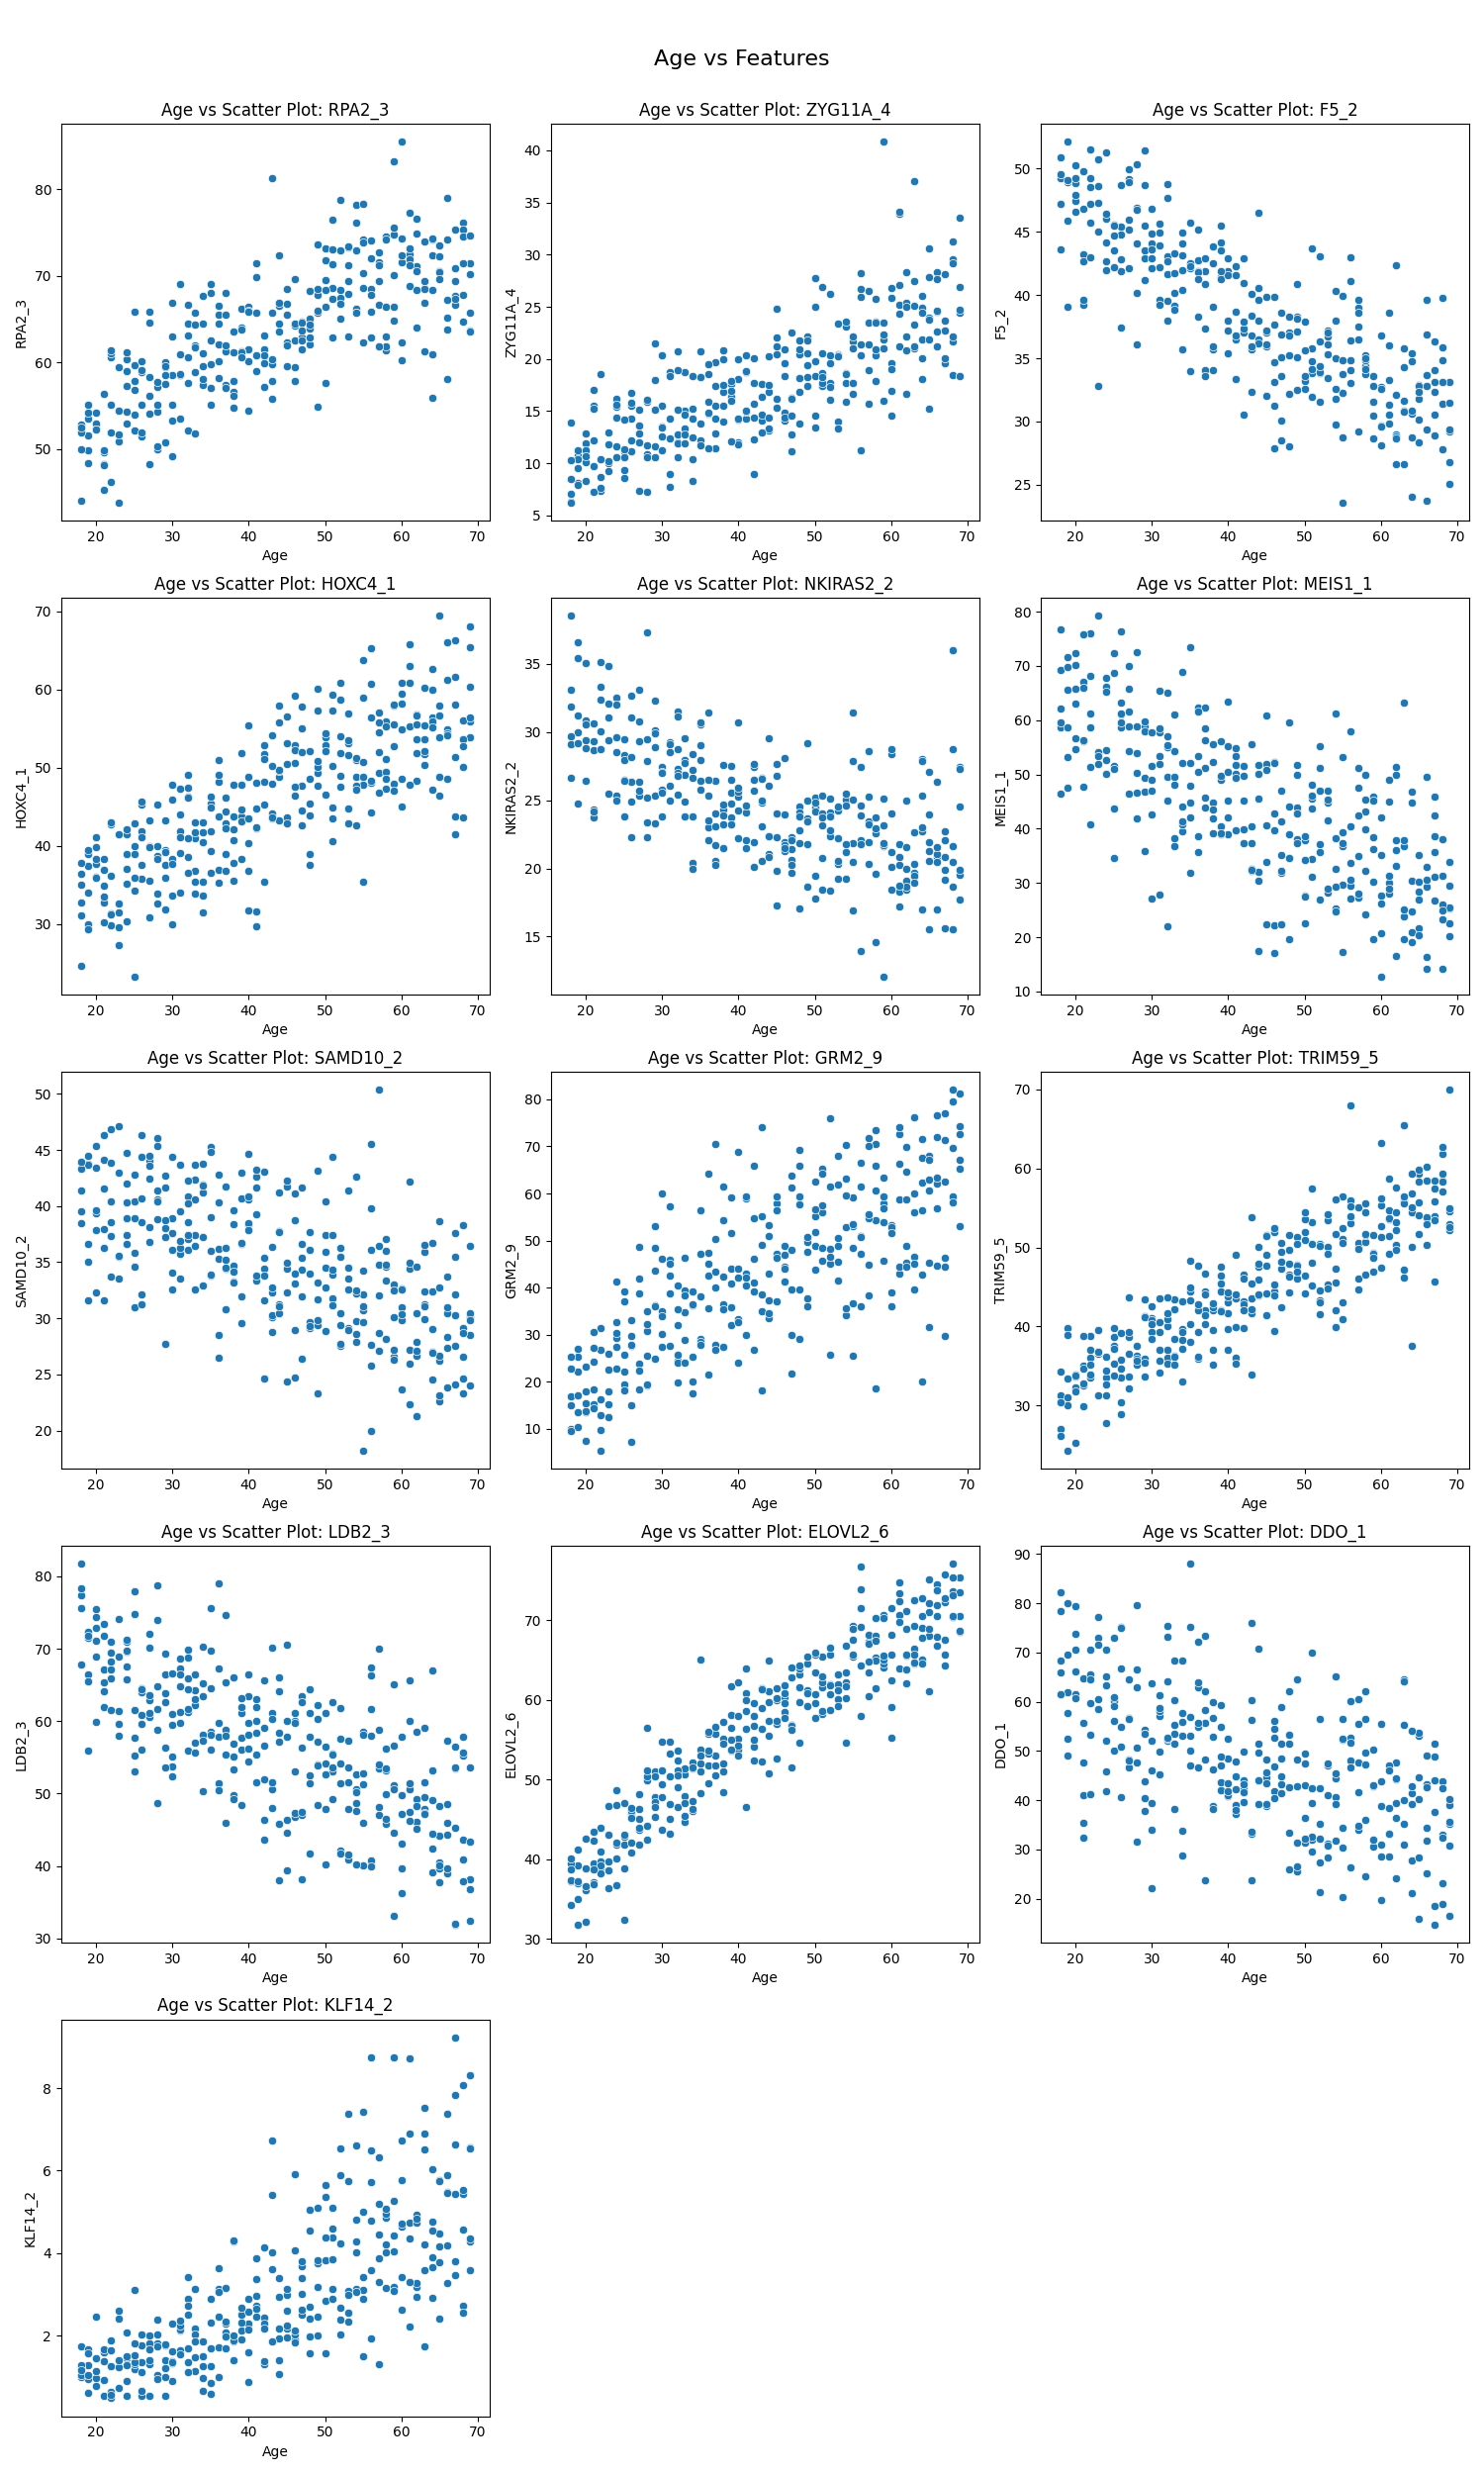 Age vs Features
Age vs Scatter Plot: RPA2_3
80
70
60
50
RPA2_3
20 30 40 50 60 70
Age
Age vs Scatter Plot: ZYG11A_4
40
35
30
25
20
15
10
5
ZYG11A_4
20 30 40 50 60 70
Age
Age vs Scatter Plot: F5_2
50
45
40
35
30
25
F5_2
20 30 40 50 60 70
Age
Age vs Scatter Plot: HOXC4_1
70
60
50
40
30
HOXC4_1
20 30 40 50 60 70
Age
Age vs Scatter Plot: NKIRAS2_2
35
30
25
20
15
NKIRAS2_2
20 30 40 50 60 70
Age
Age vs Scatter Plot: MEIS1_1
80
70
60
50
40
30
20
10
MEIS1_1
20 30 40 50 60 70
Age
Age vs Scatter Plot: SAMD10_2
50
45
40
35
30
25
20
SAMD10_2
20 30 40 50 60 70
Age
Age vs Scatter Plot: GRM2_9
80
70
60
50
40
30
20
10
GRM2_9
20 30 40 50 60 70
Age
Age vs Scatter Plot: TRIM59_5
70
60
50
40
30
TRIM59_5
20 30 40 50 60 70
Age
Age vs Scatter Plot: LDB2_3
80
70
60
50
40
30
LDB2_3
20 30 40 50 60 70
Age
Age vs Scatter Plot: ELOVL2_6
70
60
50
40
30
ELOVL2_6
20 30 40 50 60 70
Age
Age vs Scatter Plot: DDO_1
90
80
70
60
50
40
30
20
DDO_1
20 30 40 50 60 70
Age
Age vs Scatter Plot: KLF14_2
8
6
4
2
KLF14_2
20 30 40 50 60 70
Age